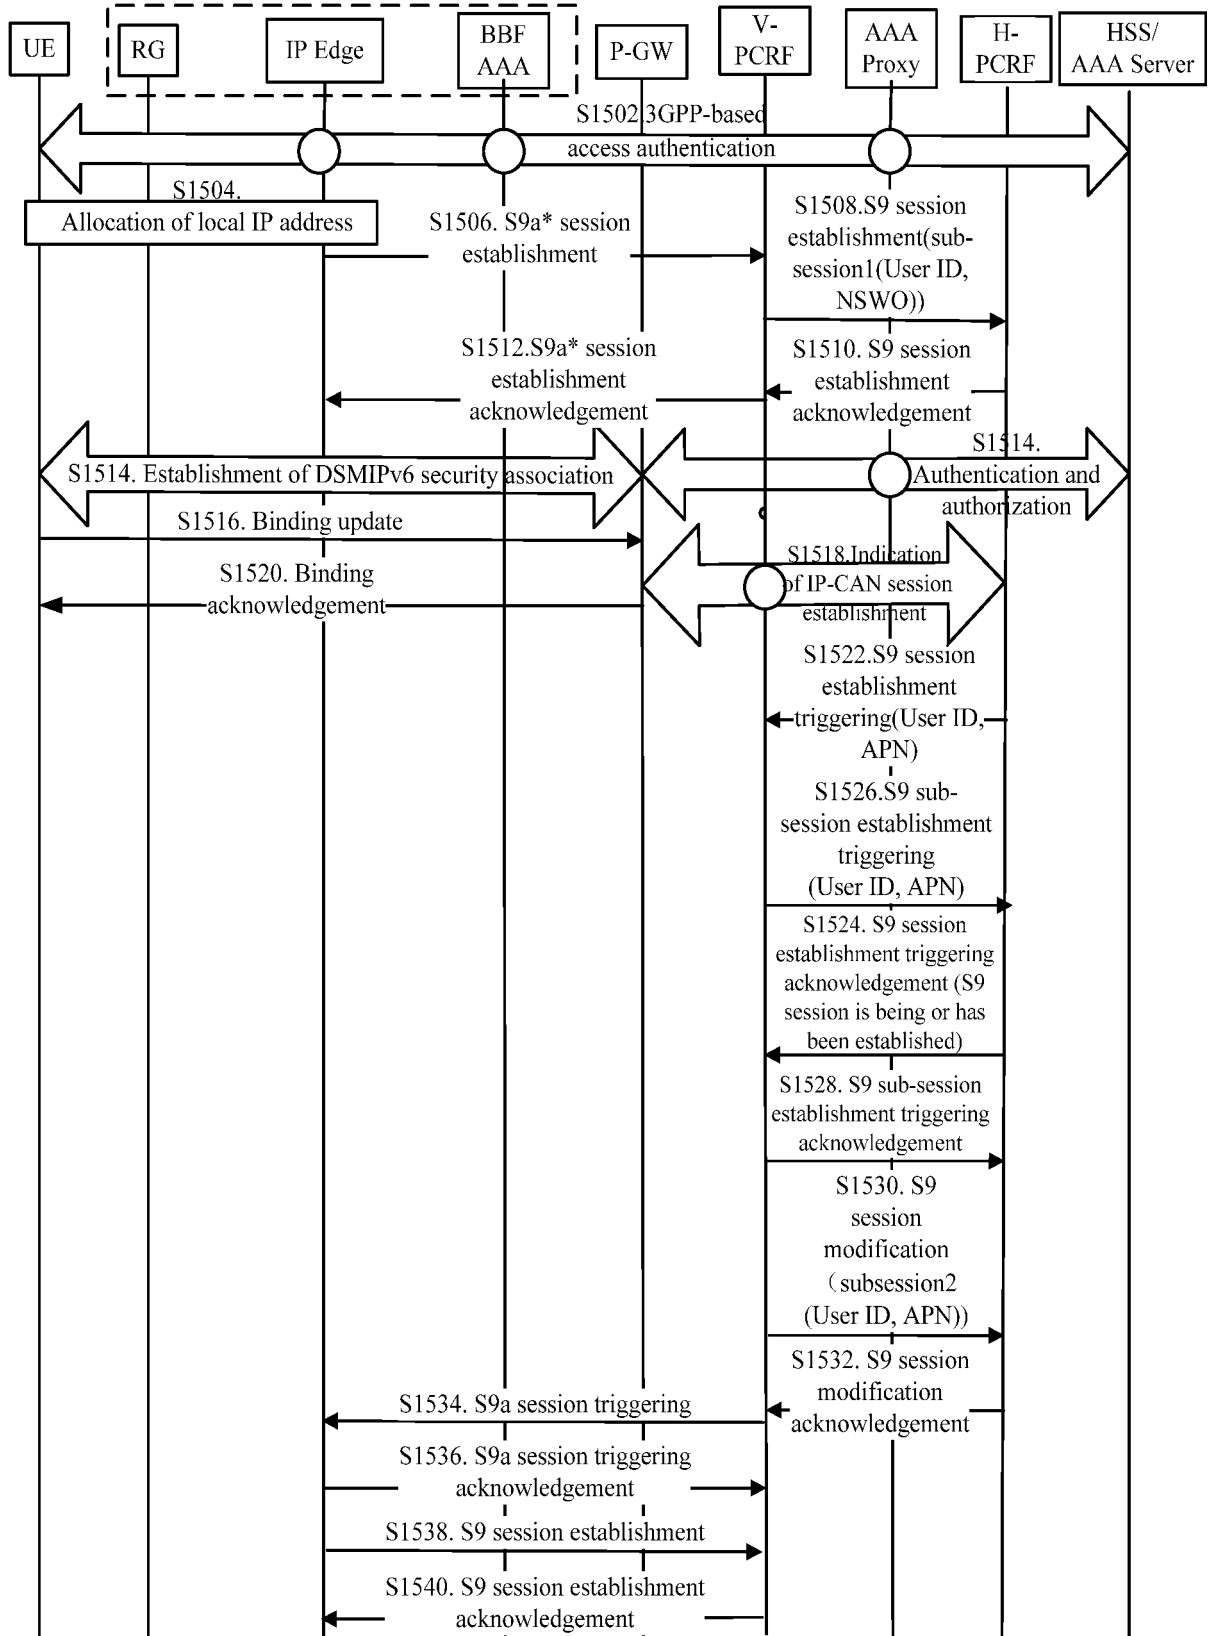 UE
RG
IP Edge
BBF
AAA
P-GW
V-
PCRF
AAA
Proxy
H-
PCRF
HSS/
AAA Server
S1502.3GPP-based
access authentication
S1504.
Allocation of local IP address
S1506. S9a* session
establishment
S1508.S9 session
establishment(sub-
session1(User ID,
NSWO))
S1512.S9a* session
establishment
acknowledgement
S1510. S9 session
establishment
acknowledgement
S1514. Establishment of DSMIPv6 security association
S1514.
Authentication and
authorization
S1516. Binding update
S1518.Indication
of IP-CAN session
establishment
S1520. Binding
acknowledgement
S1522.S9 session
establishment
triggering(User ID,
APN)
S1526.S9 sub-
session establishment
triggering
(User ID, APN)
S1524. S9 session
establishment triggering
acknowledgement (S9
session is being or has
been established)
S1528. S9 sub-session
establishment triggering
acknowledgement
S1530. S9
session
modification
（subsession2
(User ID, APN))
S1532. S9 session
modification
acknowledgement
S1534. S9a session triggering
S1536. S9a session triggering
acknowledgement
S1538. S9 session establishment
S1540. S9 session establishment
acknowledgement